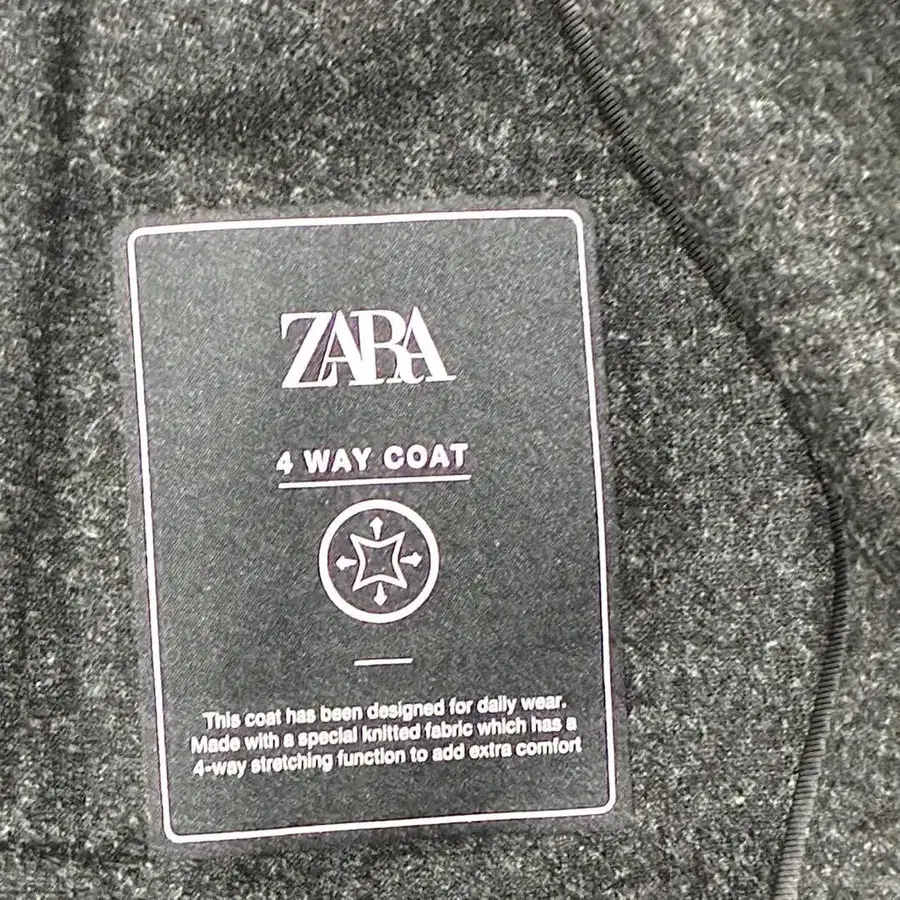 ZARA
4 WAY COAT
This coat has been designed for daily wear.
Made with a special knitted fabric which has a
4-way stretching function to add extra comfort